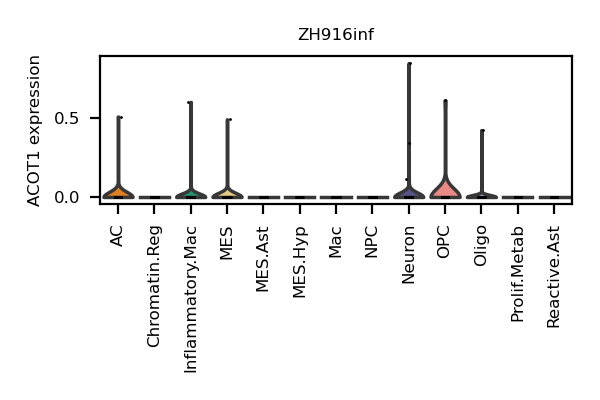 ZH916inf
ACOT1 expression
0.5
0.0
AC
Chromatin.Reg
Inflammatory.Mac
MES
MES.Ast
MES.Hyp
Mac
NPC
Neuron
OPC
Oligo
Prolif.Metab
Reactive.Ast